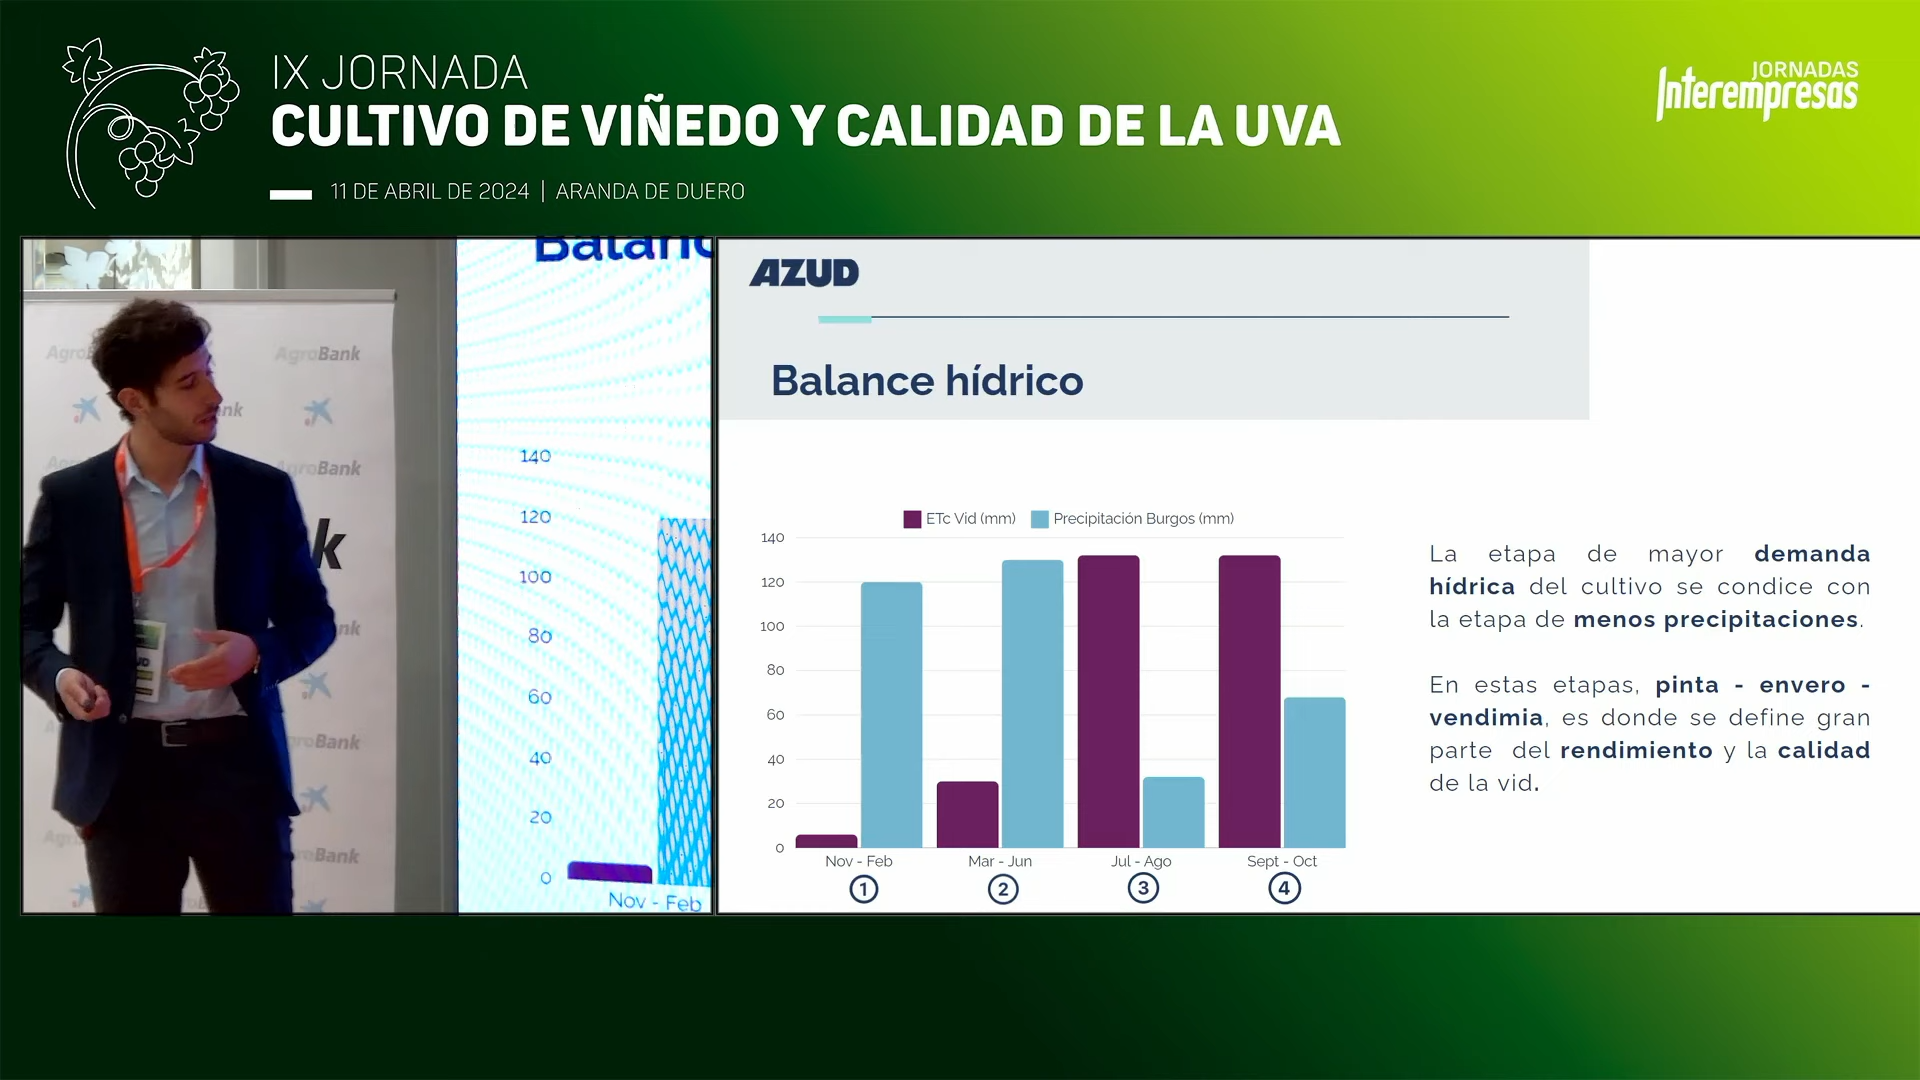 IX JORNADA
CULTIVO DE VIÑEDO Y CALIDAD DE LA UVA
11 DE ABRIL DE 2024 | ARANDA DE DUERO
JORNADAS
Interempresas
AgroBank
AgroBank
AgroBank
Balanc
140
120
100
80
60
40
20
0
Nov - Feb
AZUD
Balance hídrico
ETc Vid (mm)
Precipitación Burgos (mm)
140
120
100
80
60
40
20
0
Nov - Feb
Mar - Jun
Jul - Ago
Sept - Oct
1
2
3
4
La etapa de mayor demanda
hídrica del cultivo se condice con
la etapa de menos precipitaciones.
En estas etapas, pinta - envero -
vendimia, es donde se define gran
parte del rendimiento y la calidad
de la vid.